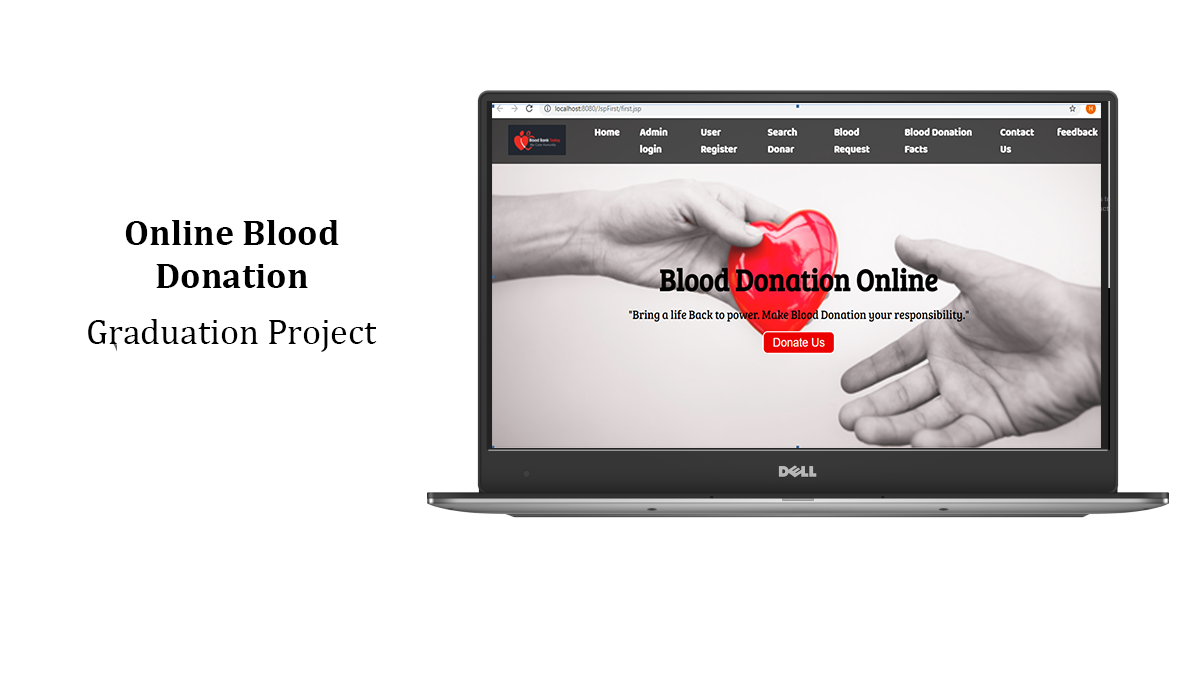 Online Blood
Donation
Graduation Project
localhost:8080/JspFirst/first.jsp
H
Home
Admin
login
User
Register
Search
Donar
Blood
Request
Blood Donation
Facts
Contact
Us
feedback
Blood Donation Online
"Bring a life Back to power. Make Blood Donation your responsibility."
Donate Us
DELL